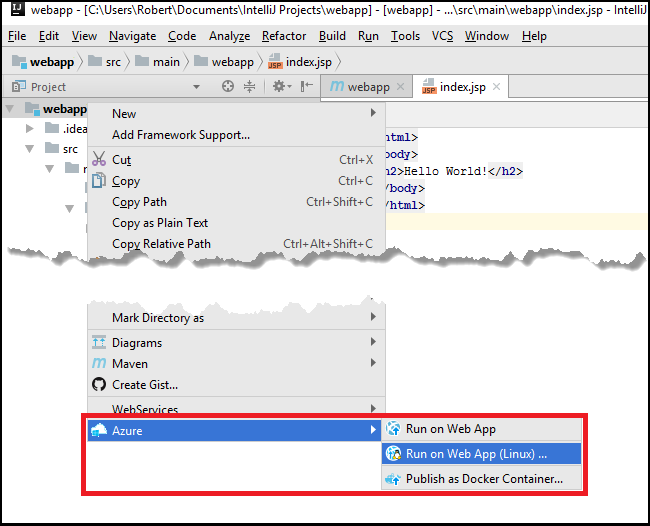 IJ webapp - [C:\Users\Robert\Documents\IntelliJ Projects\webapp] - [webapp] - ...\src\main\webapp\index.jsp - IntelliJ
File Edit View Navigate Code Analyze Refactor Build Run Tools VCS Window Help
webapp src main webapp JSP index.jsp
Project m webapp JSP index.jsp
webapp
New
html>
.idea
Add Framework Support...
body>
src
Cut Ctrl+X
h2>Hello World!</h2>
Copy Ctrl+C
/body>
Copy Path Ctrl+Shift+C
/html>
Copy as Plain Text
Copy Relative Path Ctrl+Alt+Shift+C
Mark Directory as
Diagrams
m Maven
Create Gist...
WebServices
Azure
Run on Web App
Run on Web App (Linux) ...
Publish as Docker Container...